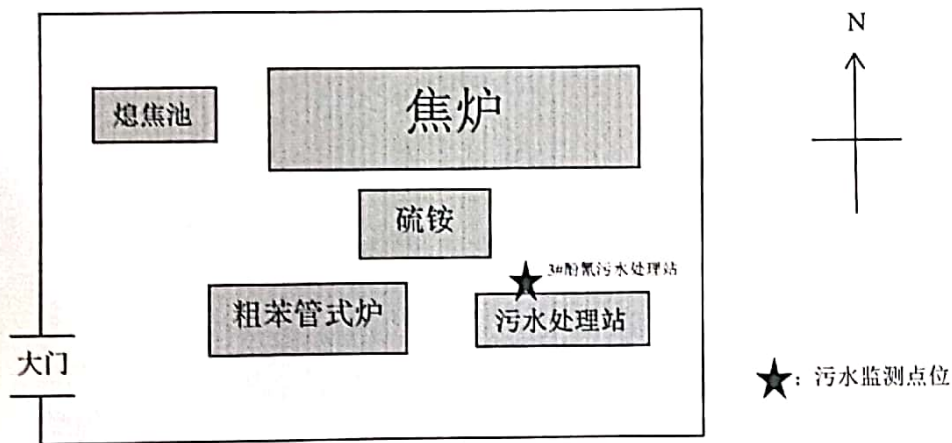 N
熄焦池
焦炉
硫铵
3#酚氰污水处理站
粗苯管式炉
污水处理站
大门
：污水监测点位